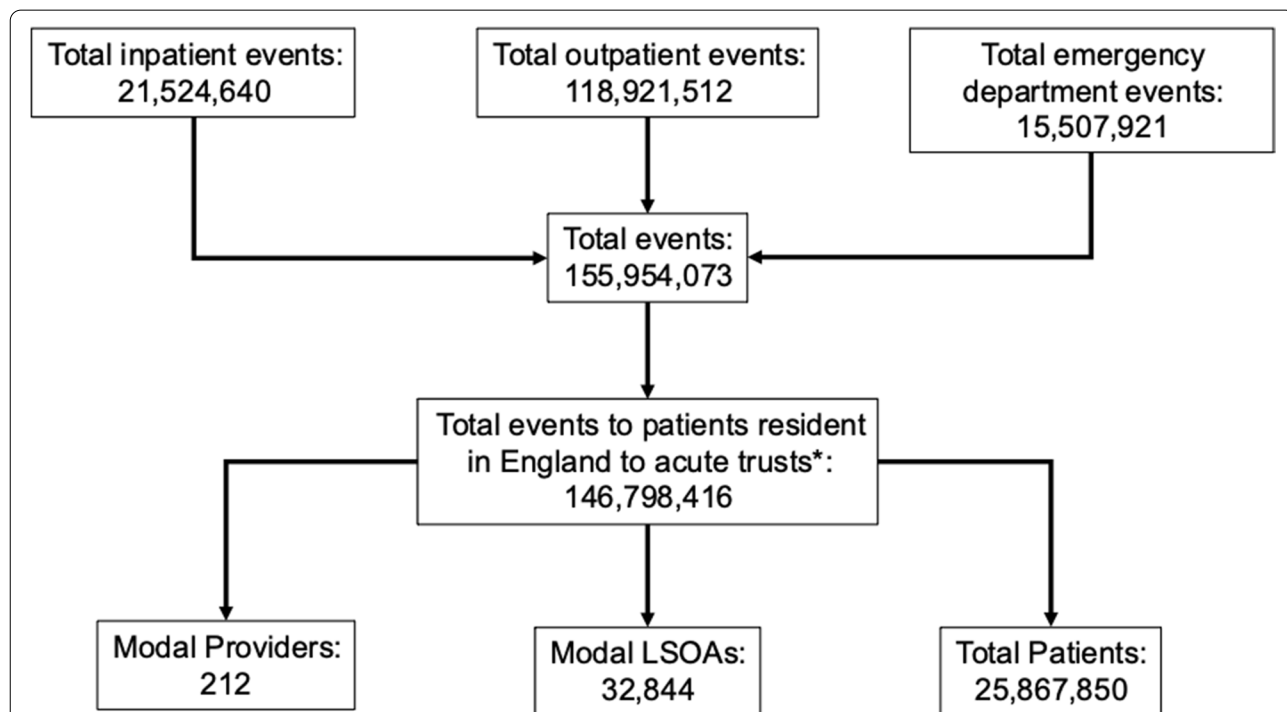 Total inpatient events:
21,524,640
Total outpatient events:
118,921,512
Total emergency
department events:
15,507,921
Total events:
155,954,073
Total events to patients resident
in England to acute trusts*:
146,798,416
Modal Providers:
212
Modal LSOAs:
32,844
Total Patients:
25,867,850